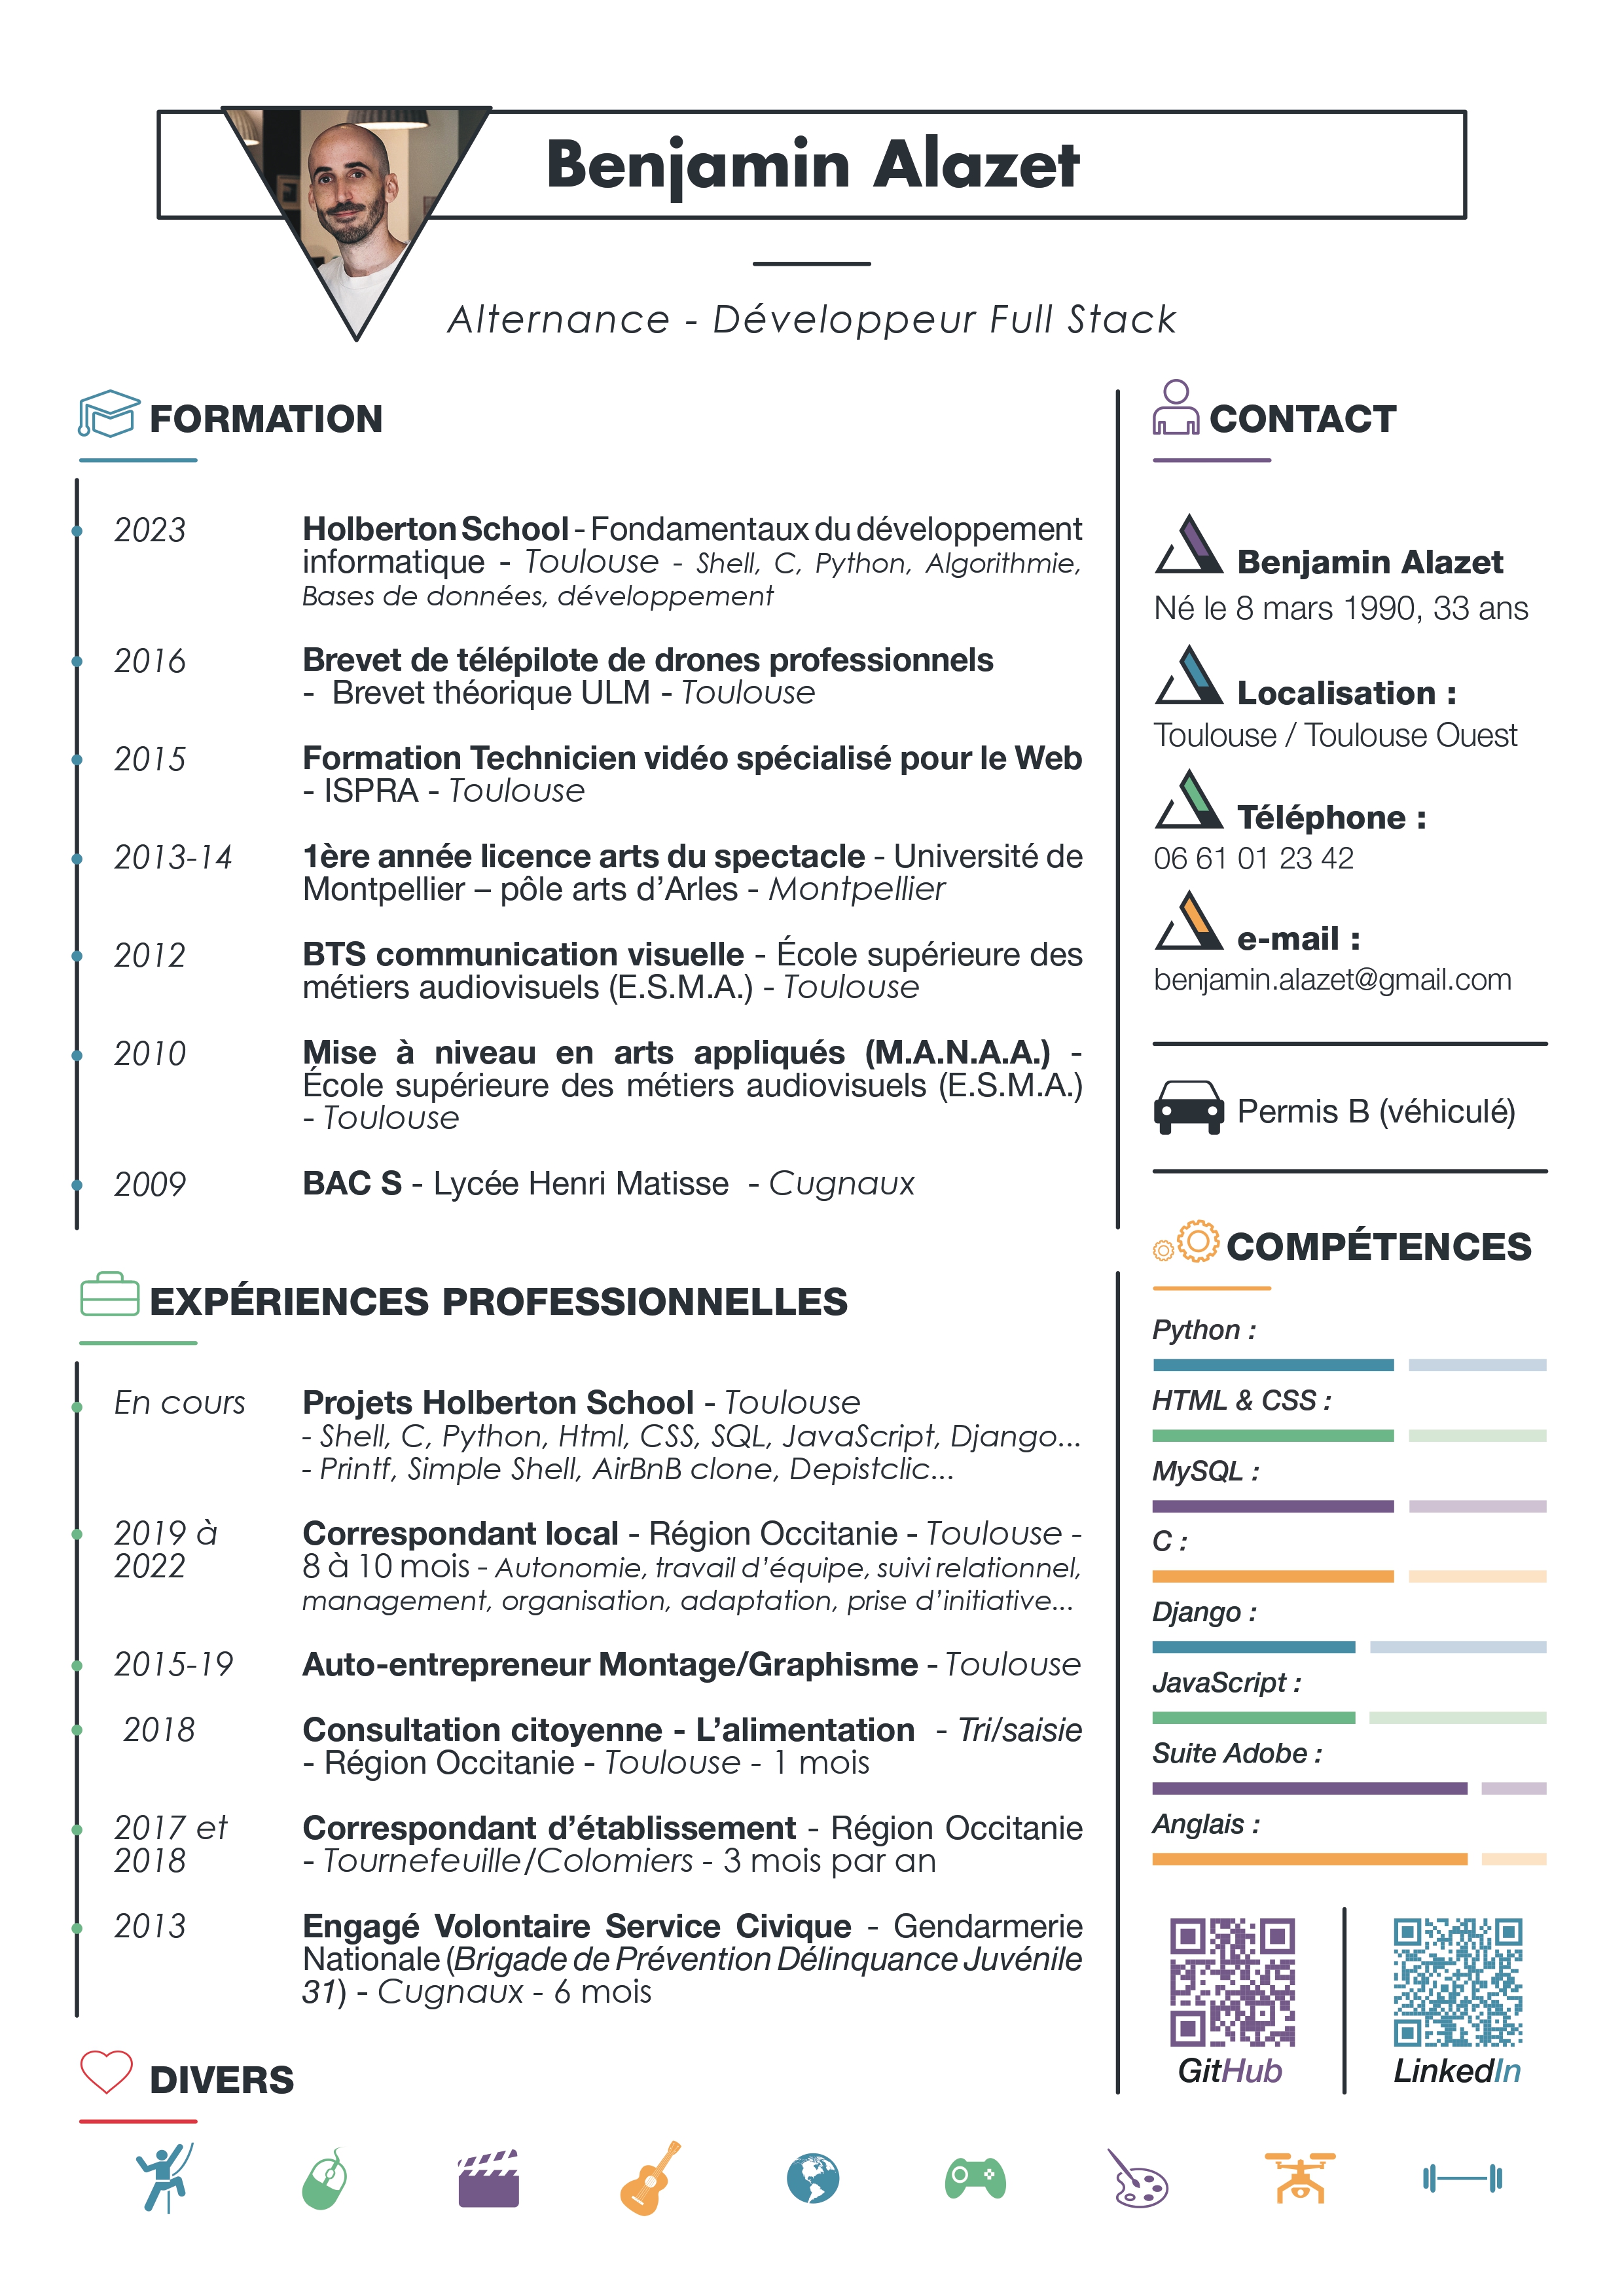 Benjamin Alazet
Alternance - Développeur Full Stack
FORMATION
2023
Holberton School - Fondamentaux du développement
informatique - Toulouse - Shell, C, Python, Algorithmie,
Bases de données, développement
2016
Brevet de télépilote de drones professionnels
- Brevet théorique ULM - Toulouse
2015
Formation Technicien vidéo spécialisé pour le Web
- ISPRA - Toulouse
2013-14
1ère année licence arts du spectacle - Université de
Montpellier – pôle arts d’Arles - Montpellier
2012
BTS communication visuelle - École supérieure des
métiers audiovisuels (E.S.M.A.) - Toulouse
2010
Mise à niveau en arts appliqués (M.A.N.A.A.) -
École supérieure des métiers audiovisuels (E.S.M.A.)
- Toulouse
2009
BAC S - Lycée Henri Matisse - Cugnaux
EXPÉRIENCES PROFESSIONNELLES
En cours
Projets Holberton School - Toulouse
- Shell, C, Python, Html, CSS, SQL, JavaScript, Django...
- Printf, Simple Shell, AirBnB clone, Depistclic...
2019 à
2022
Correspondant local - Région Occitanie - Toulouse -
8 à 10 mois - Autonomie, travail d’équipe, suivi relationnel,
management, organisation, adaptation, prise d’initiative...
2015-19
Auto-entrepreneur Montage/Graphisme - Toulouse
2018
Consultation citoyenne - L’alimentation - Tri/saisie
- Région Occitanie - Toulouse - 1 mois
2017 et
2018
Correspondant d’établissement - Région Occitanie
- Tournefeuille/Colomiers - 3 mois par an
2013
Engagé Volontaire Service Civique - Gendarmerie
Nationale (Brigade de Prévention Délinquance Juvénile
31) - Cugnaux - 6 mois
DIVERS
CONTACT
Benjamin Alazet
Né le 8 mars 1990, 33 ans
Localisation :
Toulouse / Toulouse Ouest
Téléphone :
06 61 01 23 42
e-mail :
benjamin.alazet@gmail.com
Permis B (véhiculé)
COMPÉTENCES
Python :
HTML & CSS :
MySQL :
C :
Django :
JavaScript :
Suite Adobe :
Anglais :
GitHub
LinkedIn